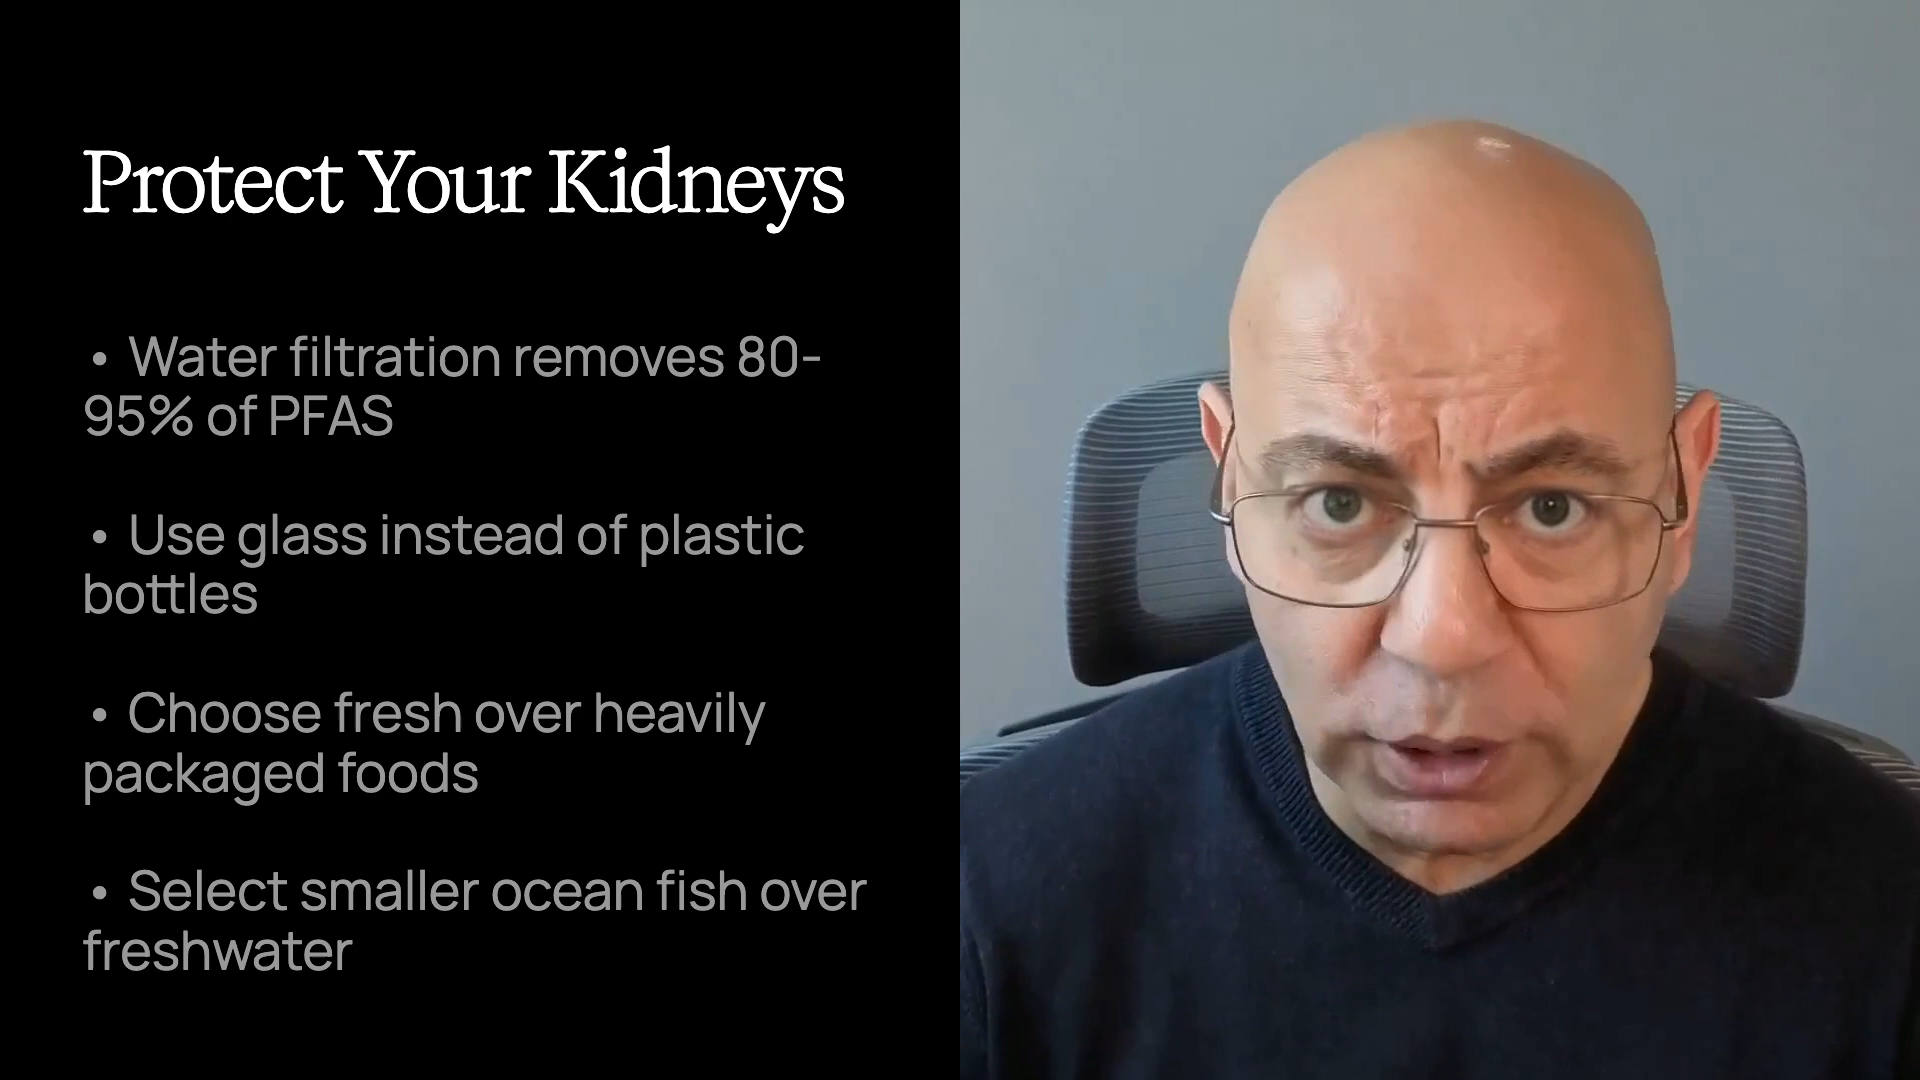 Protect Your Kidneys
• Water filtration removes 80-
95% of PFAS
• Use glass instead of plastic
bottles
• Choose fresh over heavily
packaged foods
• Select smaller ocean fish over
freshwater